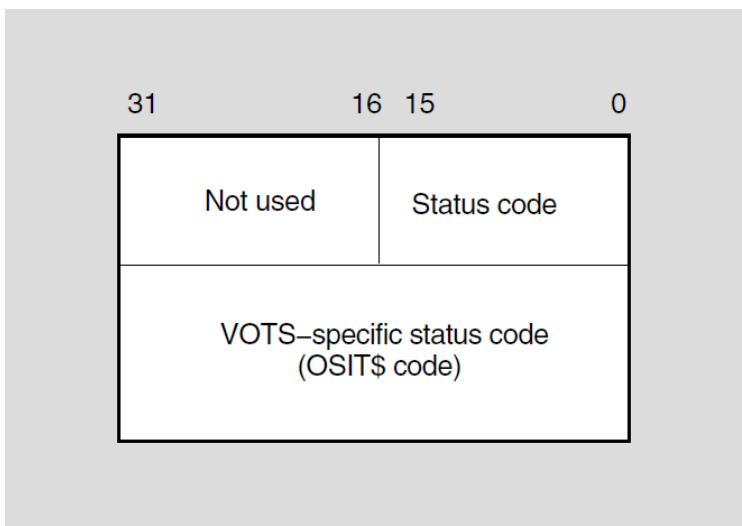 31 16 15 0
Not used Status code
VOTS–specific status code
(OSIT$ code)